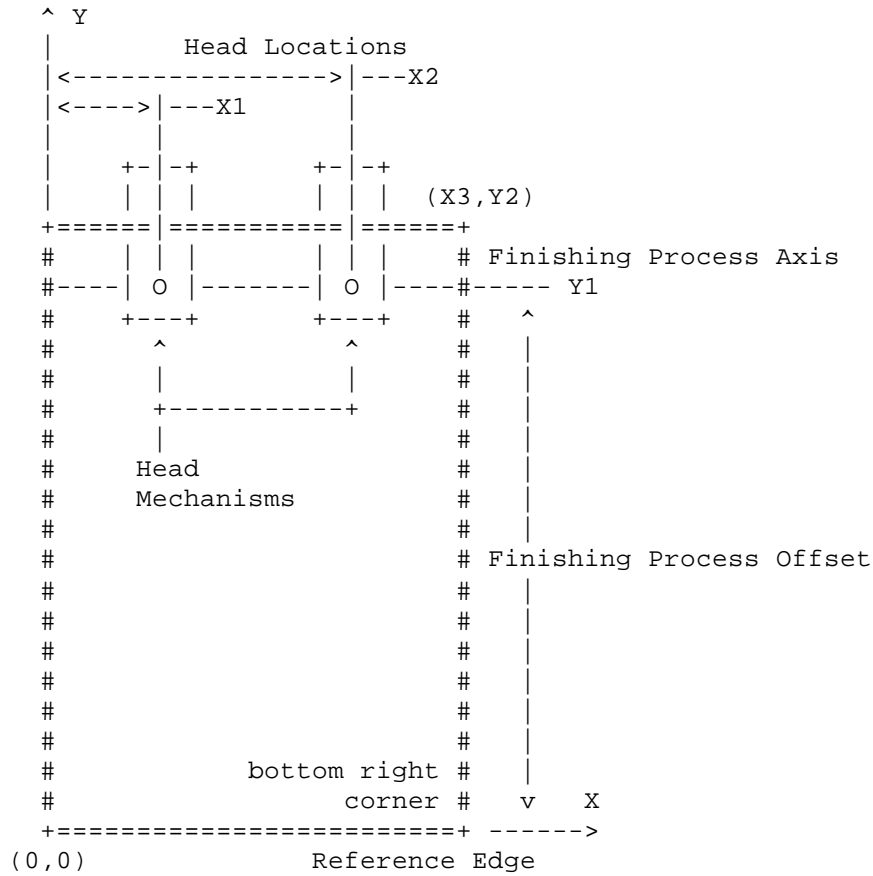 Y
Head Locations
X2
X1
(X3,Y2)
Finishing Process Axis
O O Y1
Head
Mechanisms
Finishing Process Offset
bottom right
corner X
(0,0) Reference Edge